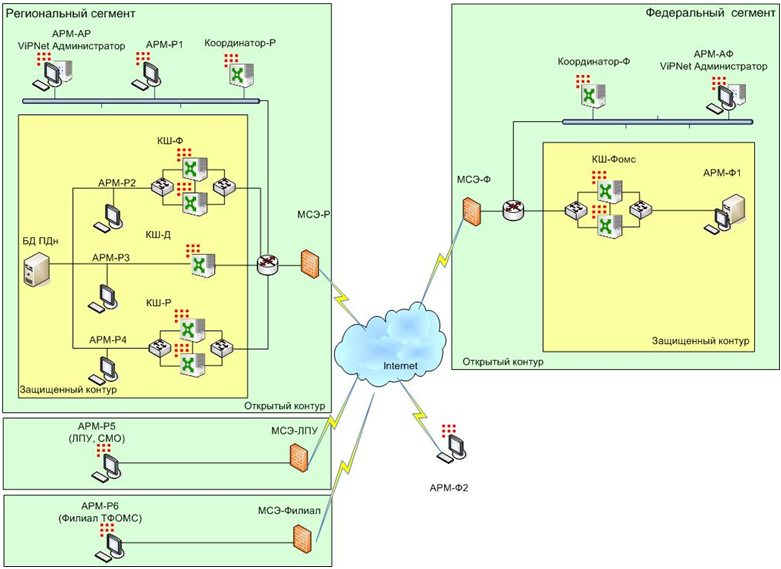 Региональный сегмент
АРМ-АР
ViPNet Администратор
АРМ-Р1
Координатор-Р
КШ-Ф
АРМ-Р2
КШ-Д
БД ПДн
АРМ-Р3
КШ-Р
АРМ-Р4
Защищенный контур
Открытый контур
МСЭ-Р
АРМ-Р5
(ЛПУ, СМО)
МСЭ-ЛПУ
АРМ-Р6
(Филиал ТФОМС)
МСЭ-Филиал
Internet
АРМ-Ф2
Федеральный сегмент
Координатор-Ф
АРМ-АФ
ViPNet Администратор
МСЭ-Ф
КШ-Фомс
АРМ-Ф1
Защищенный контур
Открытый контур